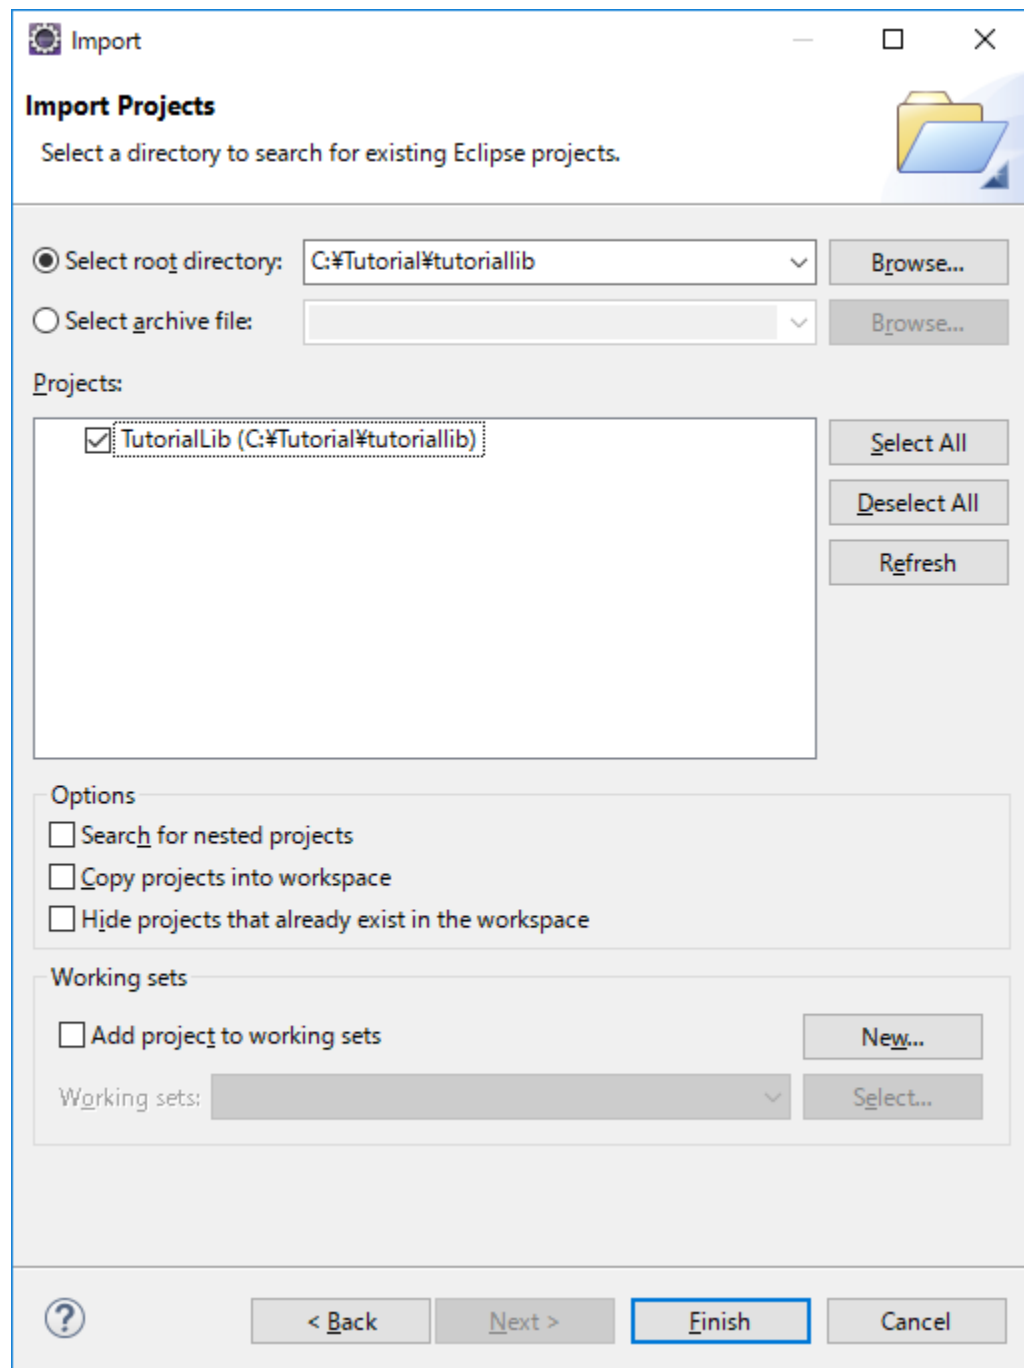 Import
Import Projects
Select a directory to search for existing Eclipse projects.
Select root directory: C:¥Tutorial¥tutoriallib Browse...
Select archive file: Browse...
Projects:
TutorialLib (C:¥Tutorial¥tutoriallib)
Select All
Deselect All
Refresh
Options
Search for nested projects
Copy projects into workspace
Hide projects that already exist in the workspace
Working sets
Add project to working sets New...
Working sets: Select...
? < Back Next > Finish Cancel